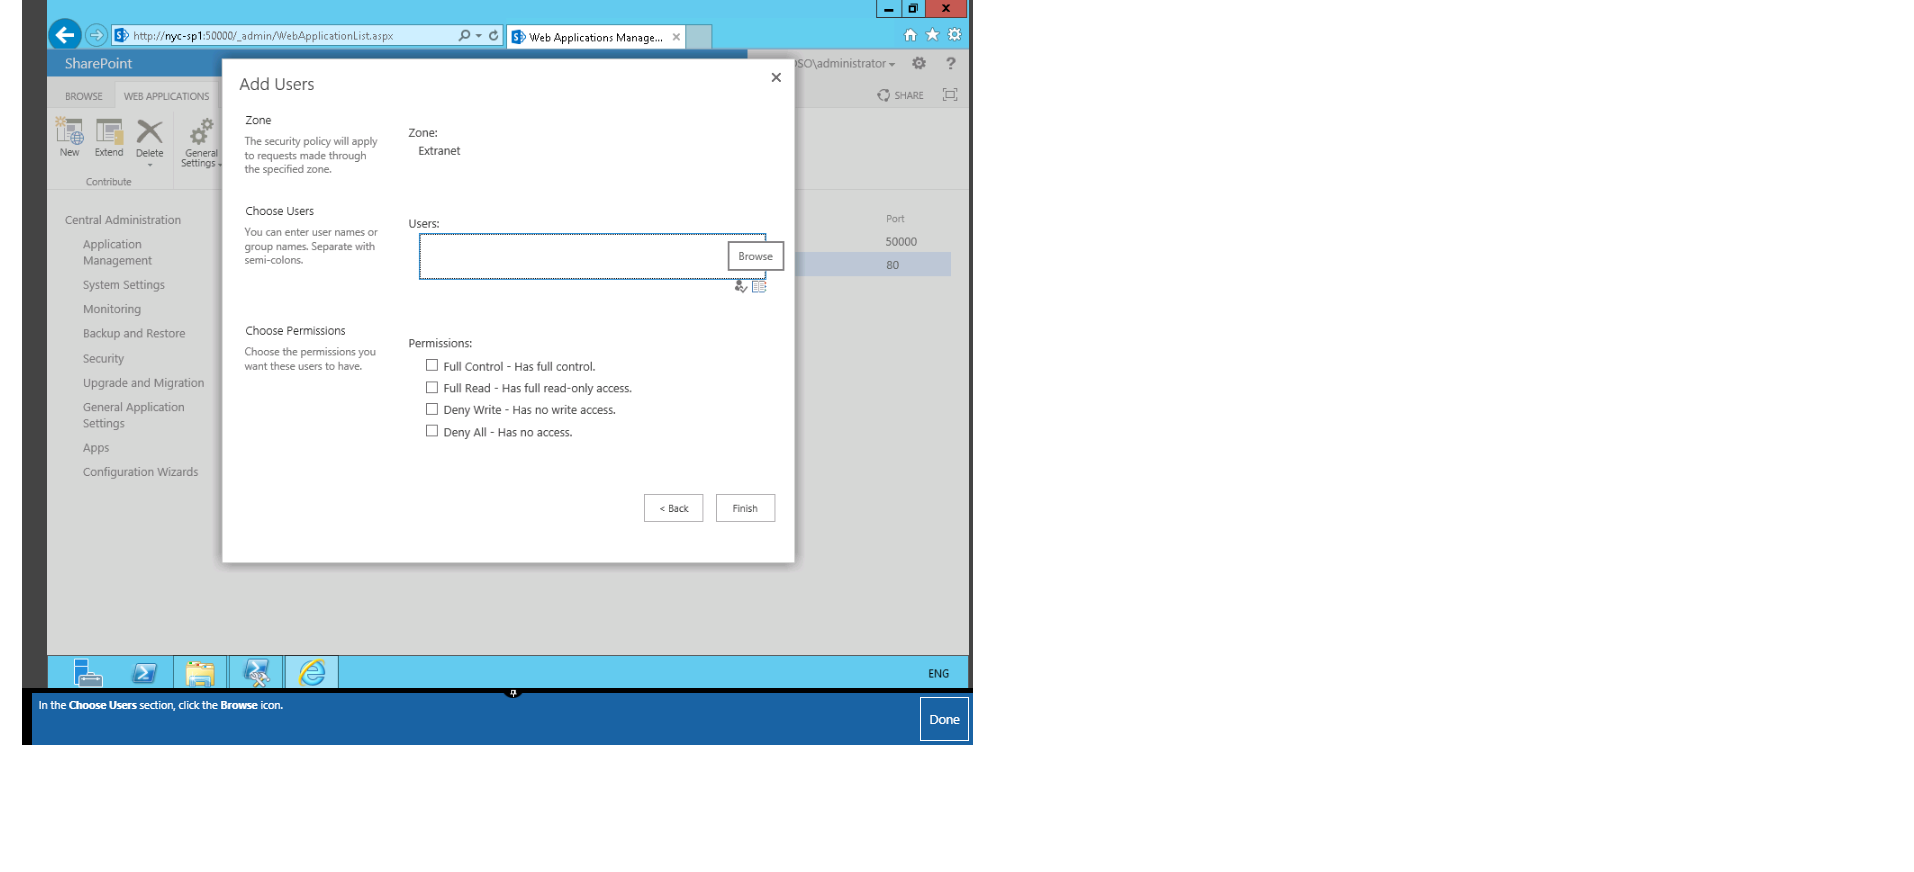 http://nyc-sp1:50000/_admin/WebApplicationList.aspx
Web Applications Manage...
SharePoint
SO\administrator
BROWSE
WEB APPLICATIONS
SHARE
New
Extend
Delete
General
Settings
Contribute
Central Administration
Application
Management
System Settings
Monitoring
Backup and Restore
Security
Upgrade and Migration
General Application
Settings
Apps
Configuration Wizards
Add Users
Zone
The security policy will apply
to requests made through
the specified zone.
Zone:
Extranet
Choose Users
You can enter user names or
group names. Separate with
semi-colons.
Users:
Browse
Choose Permissions
Choose the permissions you
want these users to have.
Permissions:
Full Control - Has full control.
Full Read - Has full read-only access.
Deny Write - Has no write access.
Deny All - Has no access.
< Back
Finish
Port
50000
80
ENG
In the Choose Users section, click the Browse icon.
Done